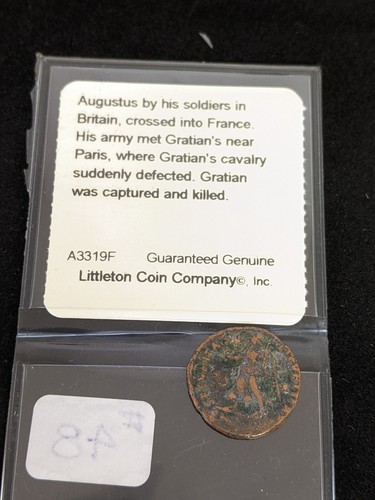 Augustus by his soldiers in
Britain, crossed into France.
His army met Gratian's near
Paris, where Gratian's cavalry
suddenly defected. Gratian
was captured and killed.
A3319F Guaranteed Genuine
Littleton Coin Company©, Inc.
#48